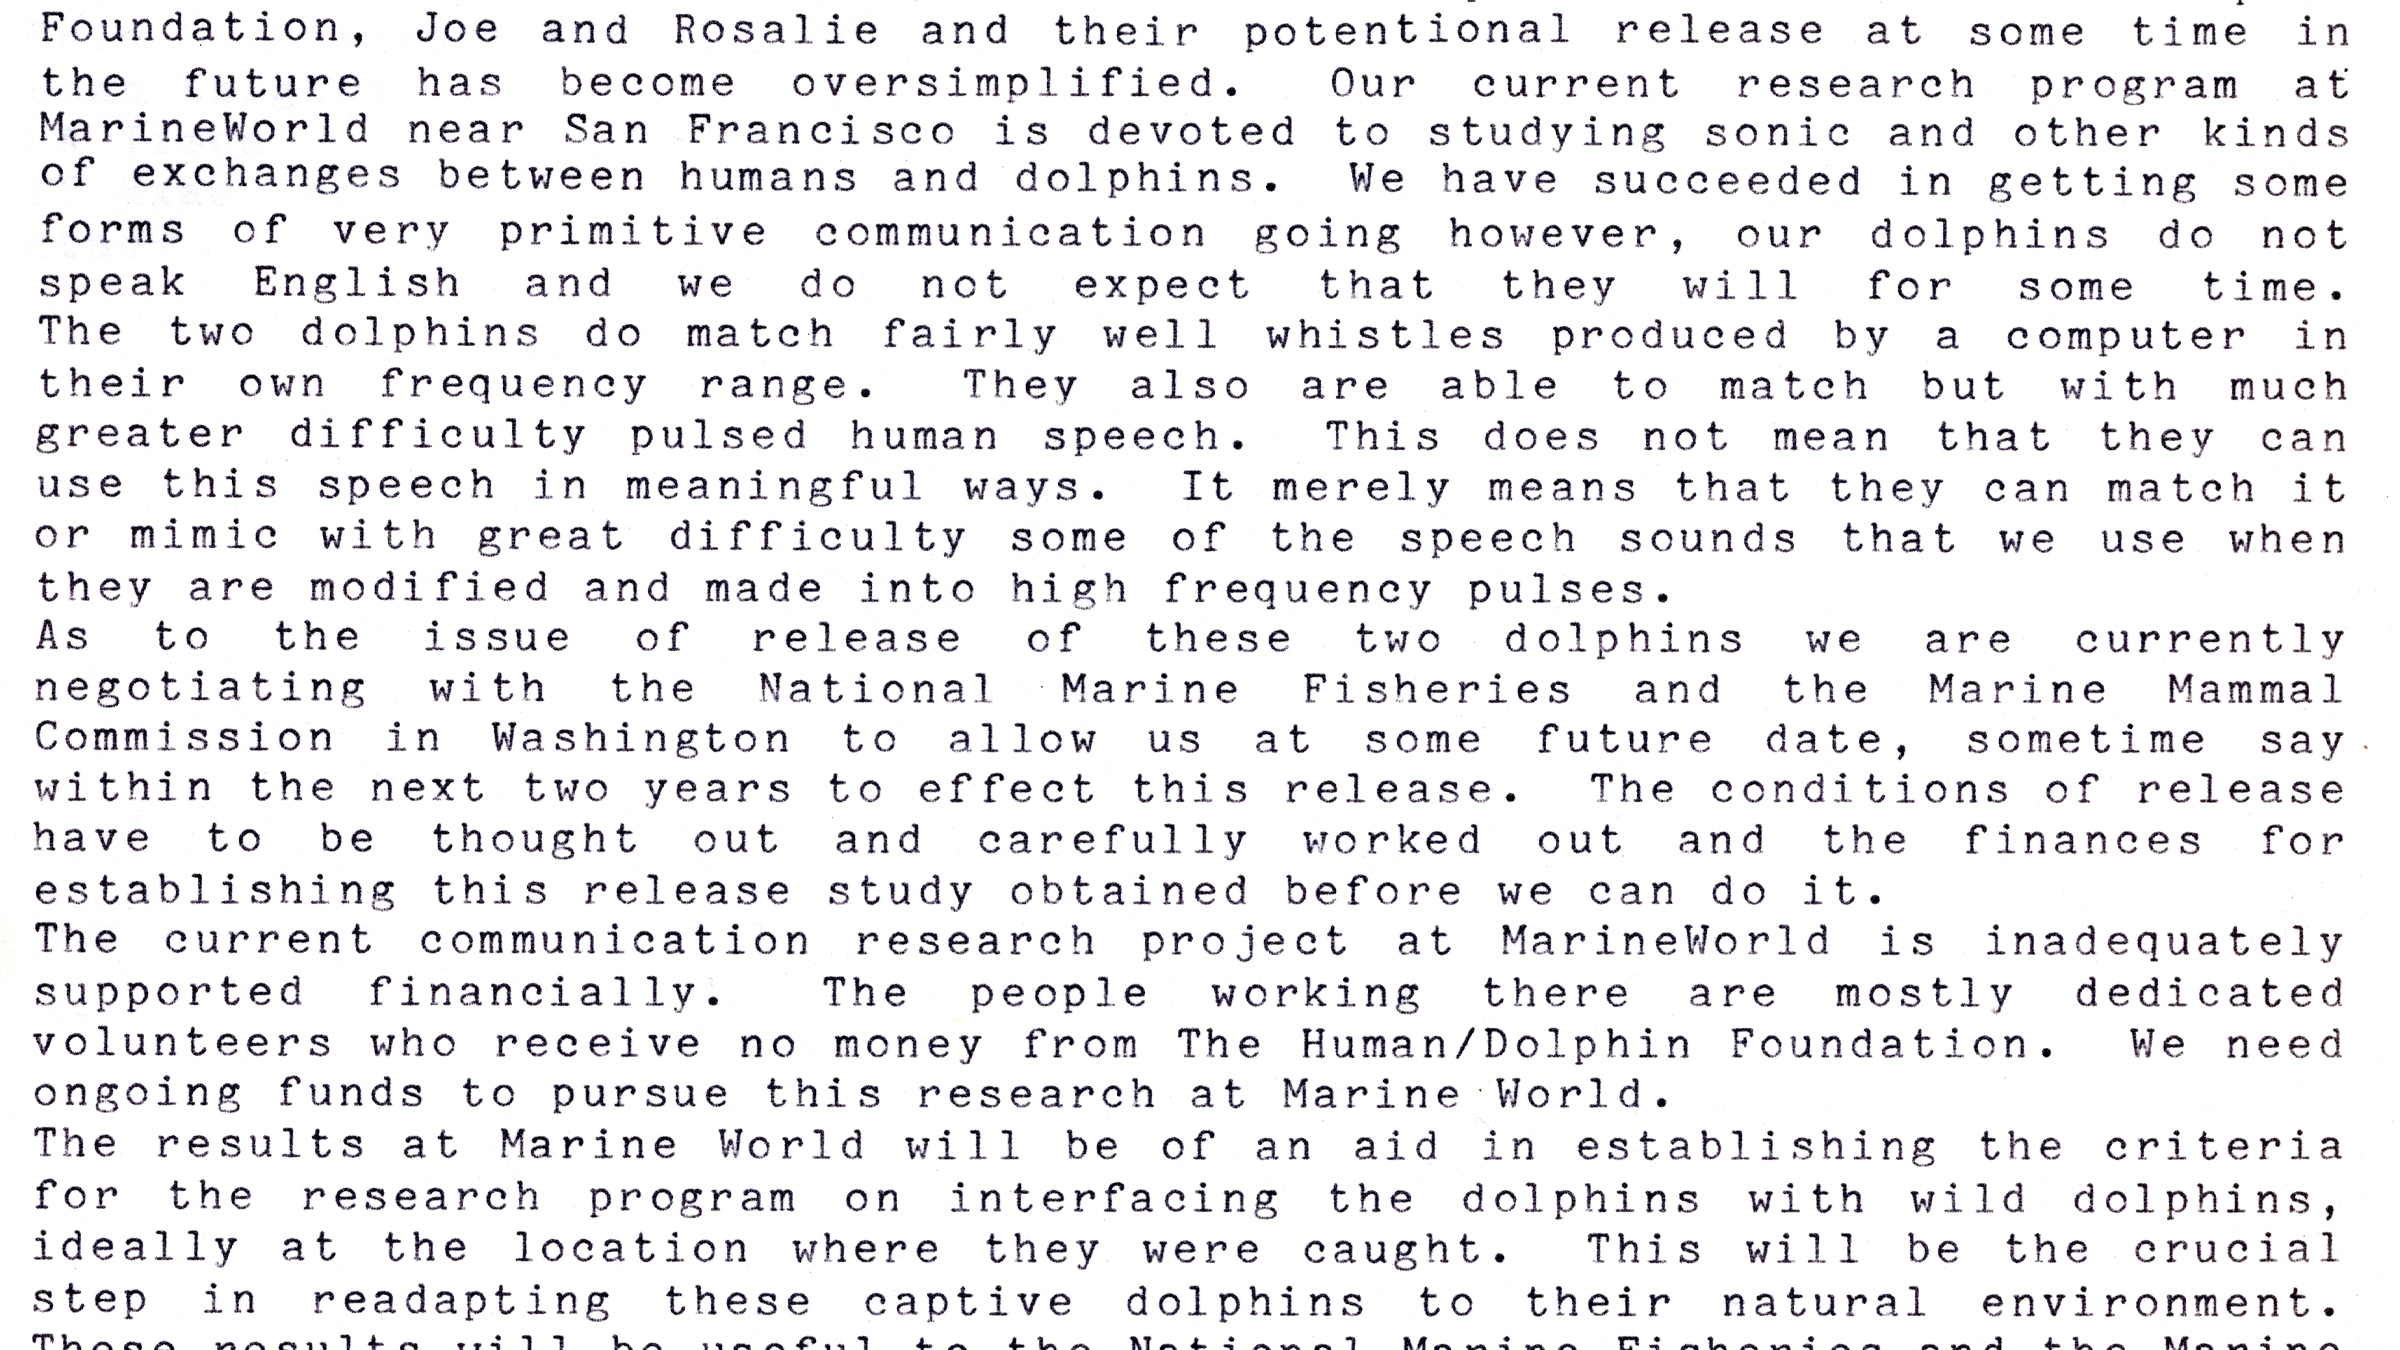 Foundation, Joe and Rosalie and their potentional release at some time in
the future has become oversimplified. Our current research program at
MarineWorld near San Francisco is devoted to studying sonic and other kinds
of exchanges between humans and dolphins. We have succeeded in getting some
forms of very primitive communication going however, our dolphins do not
speak English and we do not expect that they will for some time.
The two dolphins do match fairly well whistles produced by a computer in
their own frequency range. They also are able to match but with much
greater difficulty pulsed human speech. This does not mean that they can
use this speech in meaningful ways. It merely means that they can match it
or mimic with great difficulty some of the speech sounds that we use when
they are modified and made into high frequency pulses.
As to the issue of release of these two dolphins we are currently
negotiating with the National Marine Fisheries and the Marine Mammal
Commission in Washington to allow us at some future date, sometime say
within the next two years to effect this release. The conditions of release
have to be thought out and carefully worked out and the finances for
establishing this release study obtained before we can do it.
The current communication research project at MarineWorld is inadequately
supported financially. The people working there are mostly dedicated
volunteers who receive no money from The Human/Dolphin Foundation. We need
ongoing funds to pursue this research at Marine World.
The results at Marine World will be of an aid in establishing the criteria
for the research program on interfacing the dolphins with wild dolphins,
ideally at the location where they were caught. This will be the crucial
step in readapting these captive dolphins to their natural environment.
These results will be useful to the National Marine Fisheries and the Marine